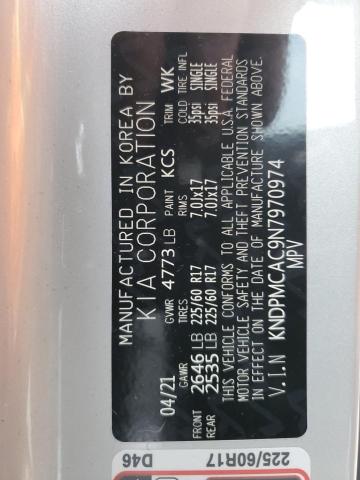 MANUFACTURED IN KOREA BY
KIA CORPORATION
04/21 GVWR 4773 LB PAINT KCS TRIM WK
GAWR TIRES COLD TIRE INFL
FRONT 2646 LB 225/60 R17 7.0Jx17 35psi SINGLE
REAR 2535 LB 225/60 R17 7.0Jx17 35psi SINGLE
THIS VEHICLE CONFORMS TO ALL APPLICABLE U.S.A. FEDERAL
MOTOR VEHICLE SAFETY AND THEFT PREVENTION STANDARDS
IN EFFECT ON THE DATE OF MANUFACTURE SHOWN ABOVE.
V.I.N KNDPMCAC9N7970974
MPV
D46
225/60R17